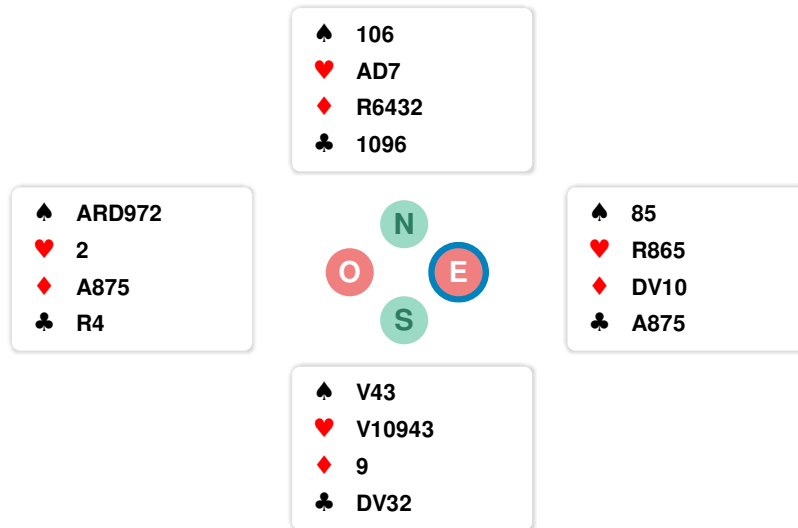 ♠ 106
♥ AD7
♦ R6432
♣ 1096
♠ ARD972
♥ 2
♦ A875
♣ R4
N
O E
S
♠ 85
♥ R865
♦ DV10
♣ A875
♠ V43
♥ V10943
♦ 9
♣ DV32